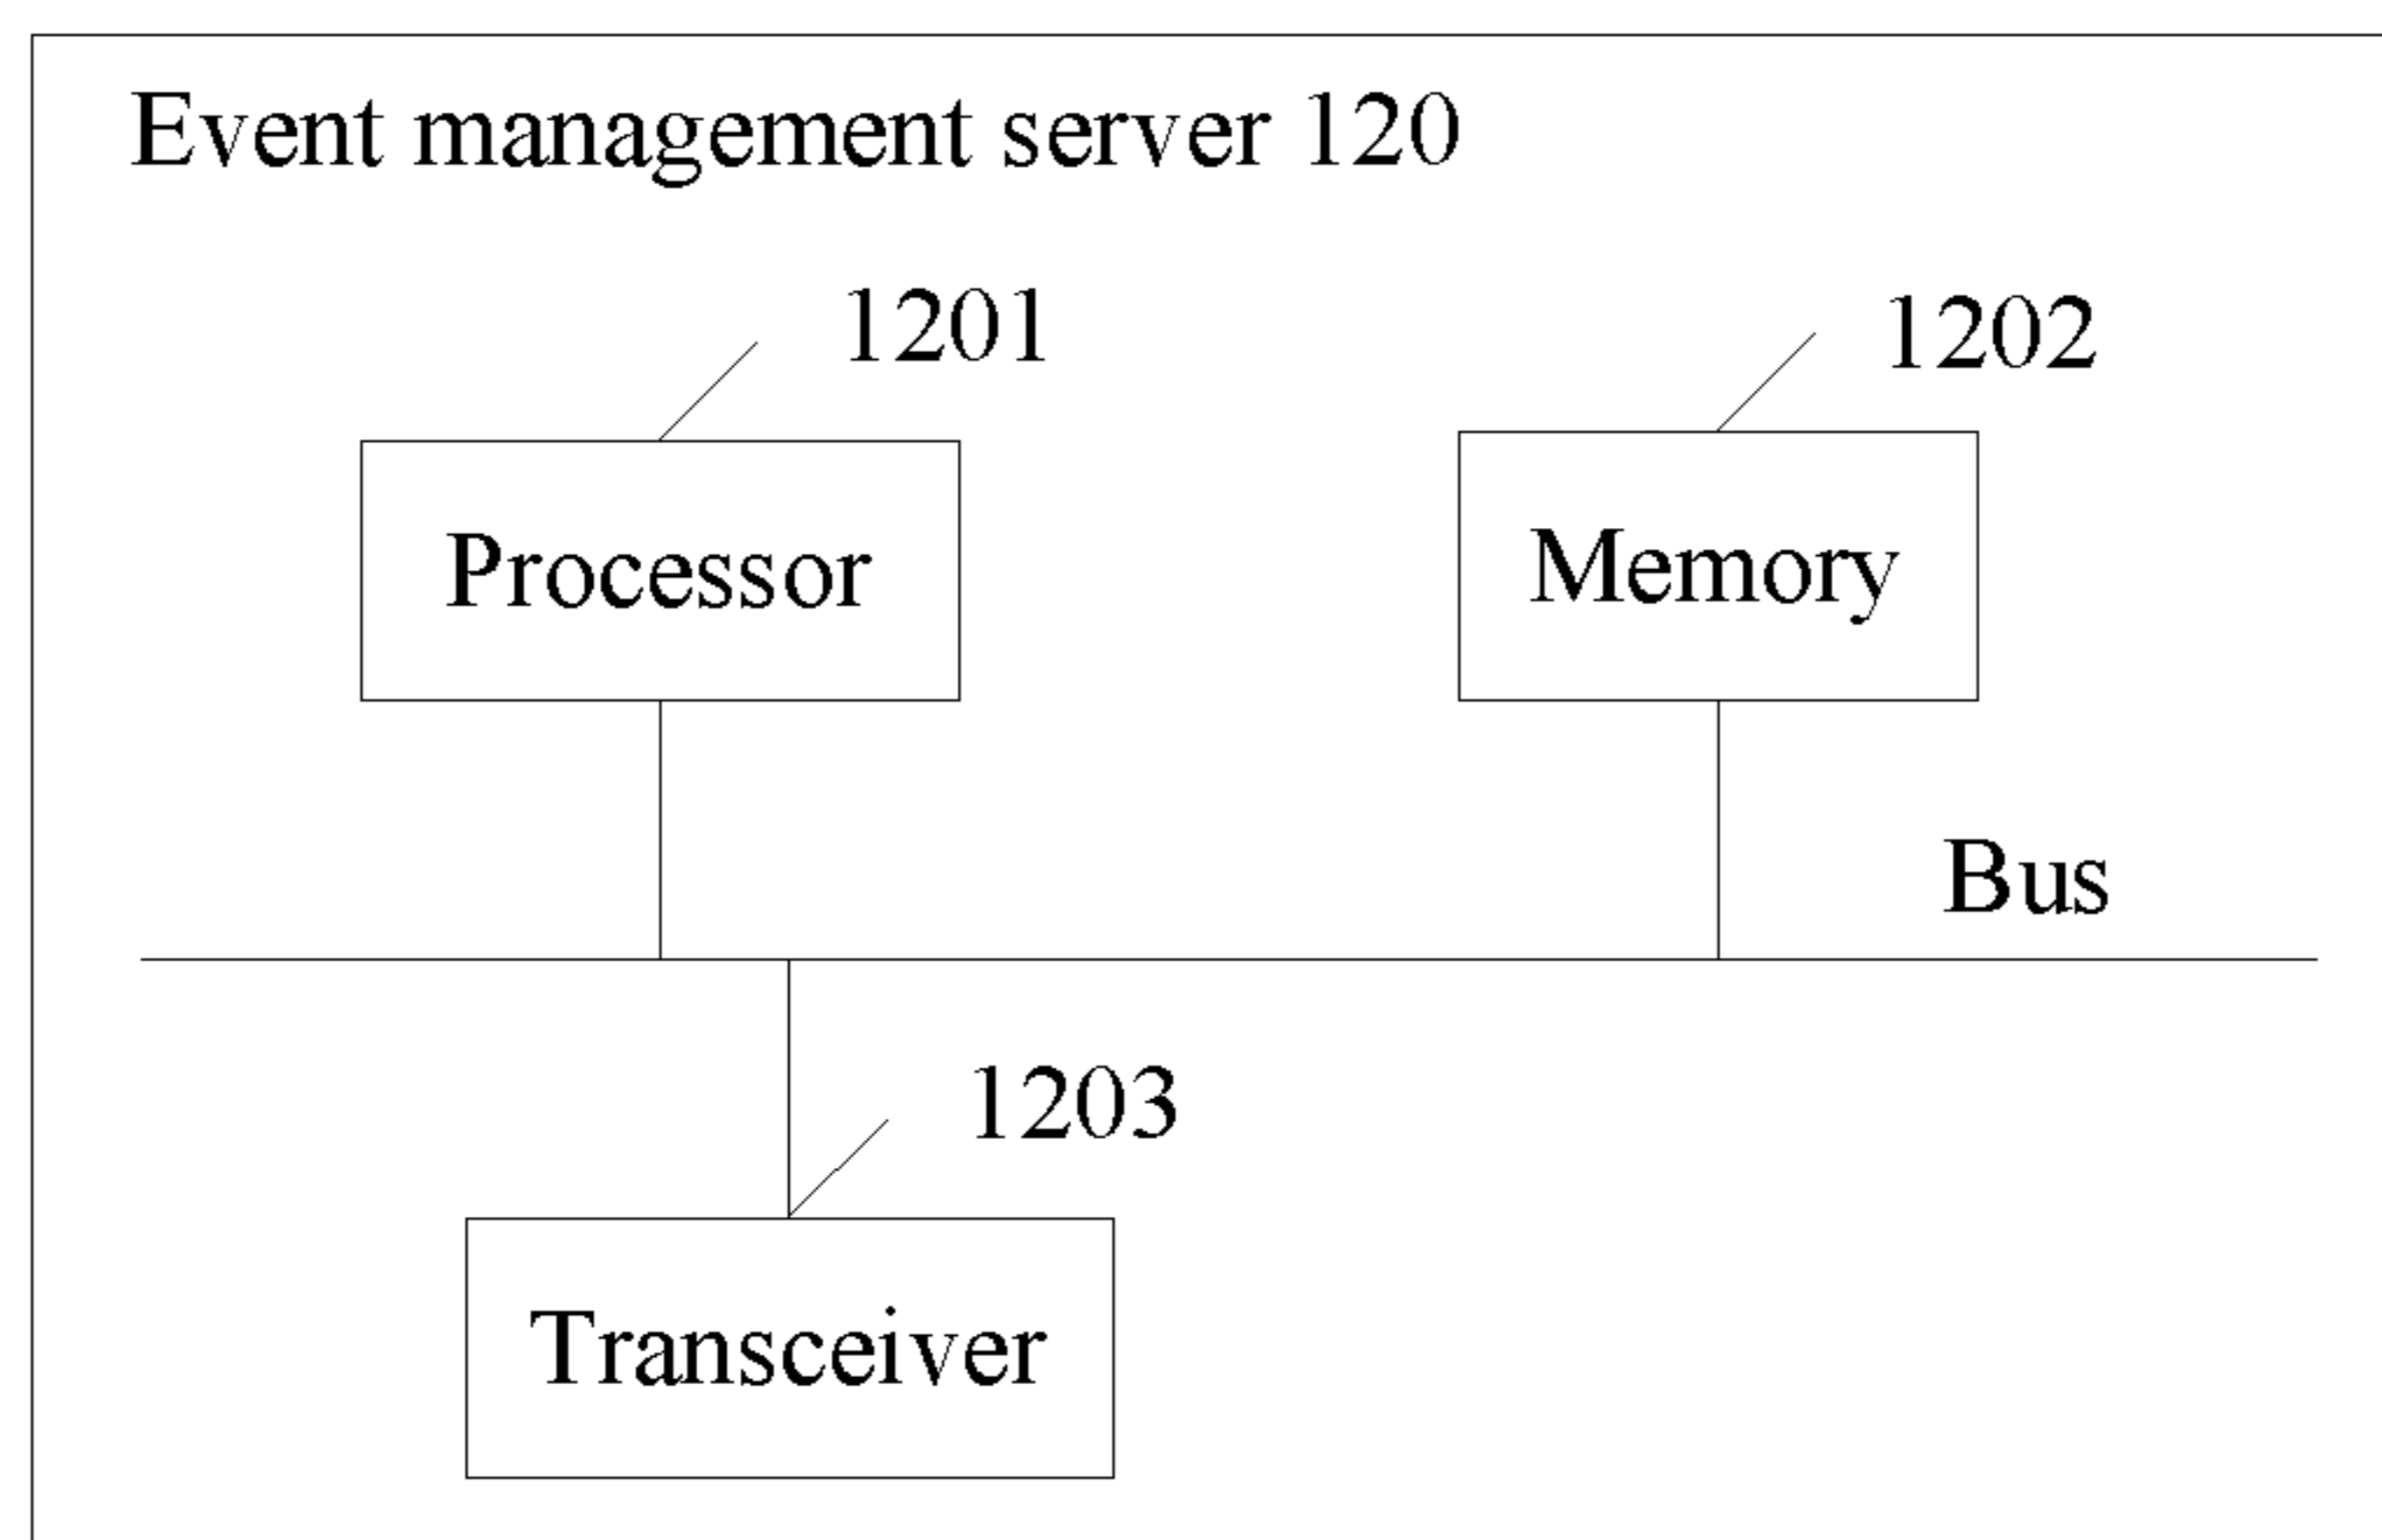 Event management server 120
1201
1202
Processor
Memory
Bus
1203
Transceiver